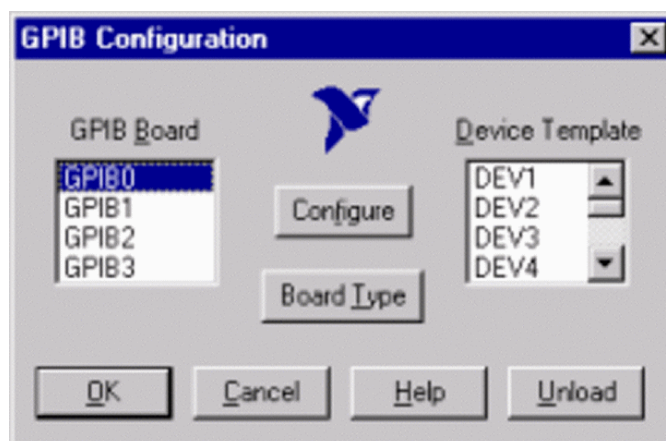 GPIB Configuration
GPIB Board
Device Template
GPIB0
GPIB1
GPIB2
GPIB3
Configure
Board Type
DEV1
DEV2
DEV3
DEV4
OK
Cancel
Help
Unload